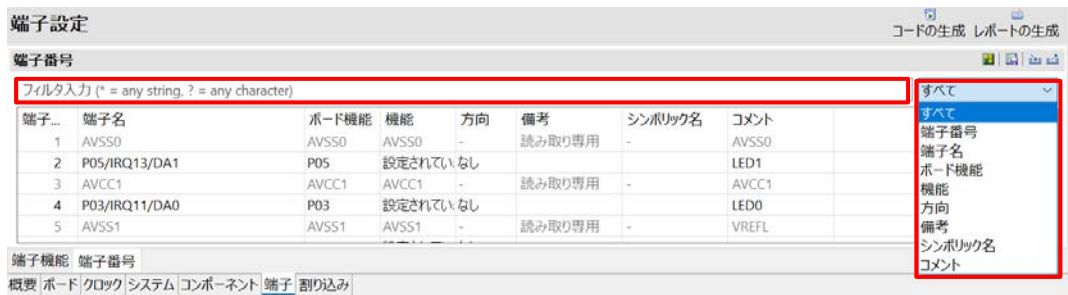 端子設定
コードの生成 レポートの生成
端子番号
フィルタ入力 (* = any string, ? = any character)
すべて
端子... 端子名 ボード機能 機能 方向 備考 シンボリック名 コメント
1 AVSS0 AVSS0 AVSS0 - 読み取り専用 - AVSS0
2 P05/IRQ13/DA1 P05 設定されてい なし LED1
3 AVCC1 AVCC1 AVCC1 - 読み取り専用 - AVCC1
4 P03/IRQ11/DA0 P03 設定されてい なし LED0
5 AVSS1 AVSS1 AVSS1 - 読み取り専用 - VREFL
すべて
端子番号
端子名
ボード機能
機能
方向
備考
シンボリック名
コメント
端子機能 端子番号
概要 ボード クロック システム コンポーネント 端子 割り込み